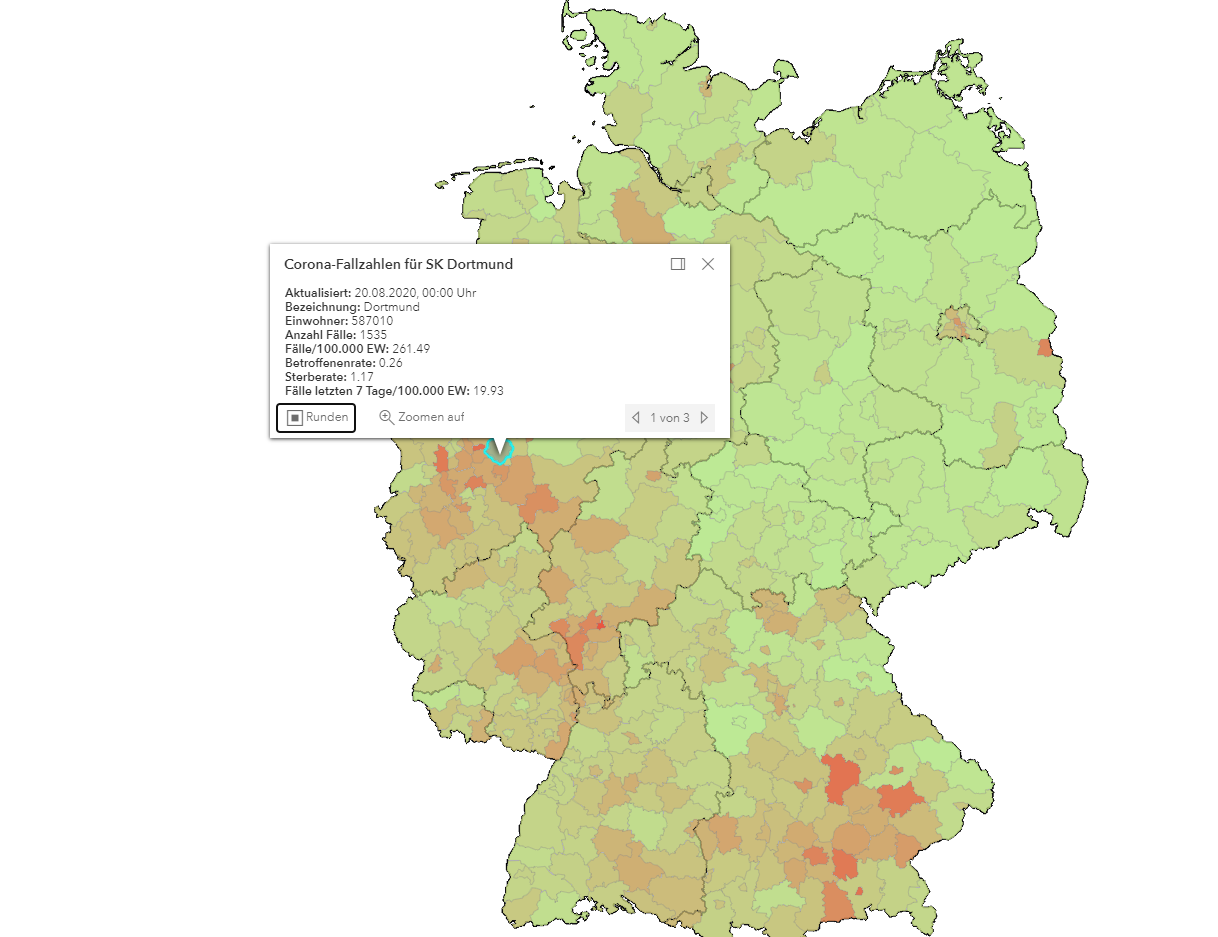 Corona-Fallzahlen für SK Dortmund
Aktualisiert: 20.08.2020, 00:00 Uhr
Bezeichnung: Dortmund
Einwohner: 587010
Anzahl Fälle: 1535
Fälle/100.000 EW: 261.49
Betroffenenrate: 0.26
Sterberate: 1.17
Fälle letzten 7 Tage/100.000 EW: 19.93
Runden
Zoomen auf
1 von 3